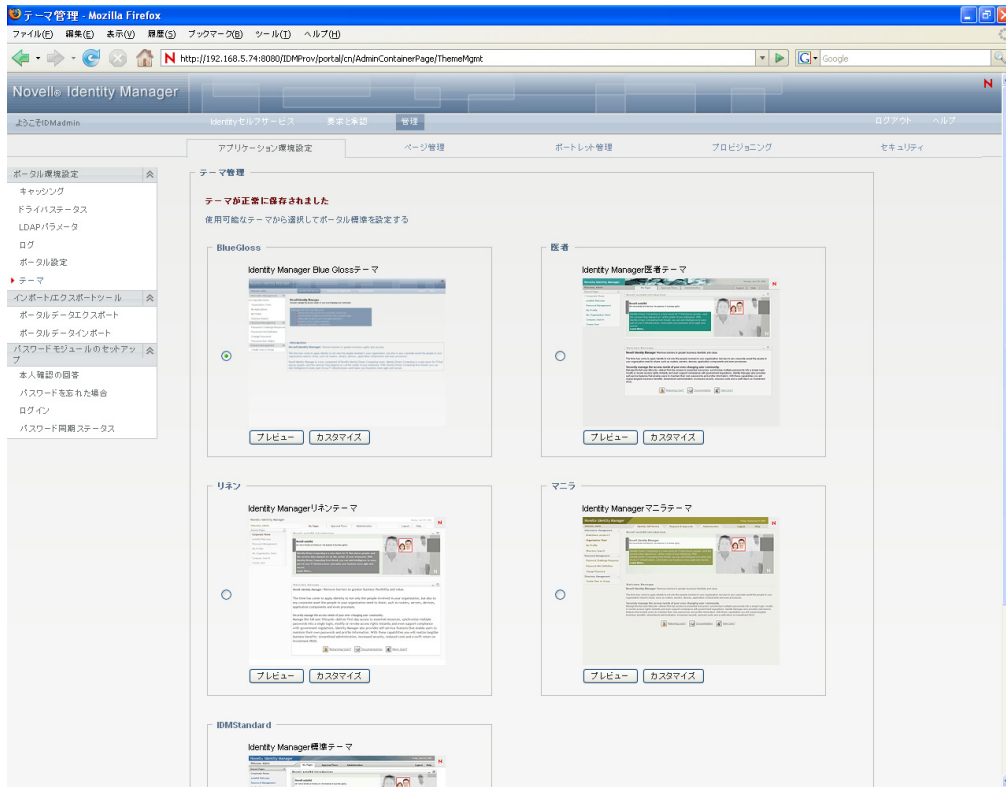 テーマ管理 - Mozilla Firefox
ファイル(F) 編集(E) 表示(V) 履歴(S) ブックマーク(B) ツール(T) ヘルプ(H)
http://192.168.5.74:8080/IDMProv/portal/cn/AdminContainerPage/ThemeMgmt
Google
Novell® Identity Manager
ようこそIDMadmin
Identityセルフサービス 要求と承認 管理 ログアウト ヘルプ
アプリケーション環境設定 ページ管理 ポートレット管理 プロビジョニング セキュリティ
ポータル環境設定
キャッシング
ドライバステータス
LDAPパラメータ
ログ
ポータル設定
テーマ
インポート/エクスポートツール
ポータルデータエクスポート
ポータルデータインポート
パスワードモジュールのセットアップ
本人確認の回答
パスワードを忘れた場合
ログイン
パスワード同期ステータス
テーマ管理
テーマが正常に保存されました
使用可能なテーマから選択してポータル標準を設定する
BlueGloss
Identity Manager Blue Glossテーマ
プレビュー カスタマイズ
医者
Identity Manager医者テーマ
プレビュー カスタマイズ
リネン
Identity Managerリネンテーマ
プレビュー カスタマイズ
マニラ
Identity Managerマニラテーマ
プレビュー カスタマイズ
IDMStandard
Identity Manager標準テーマ